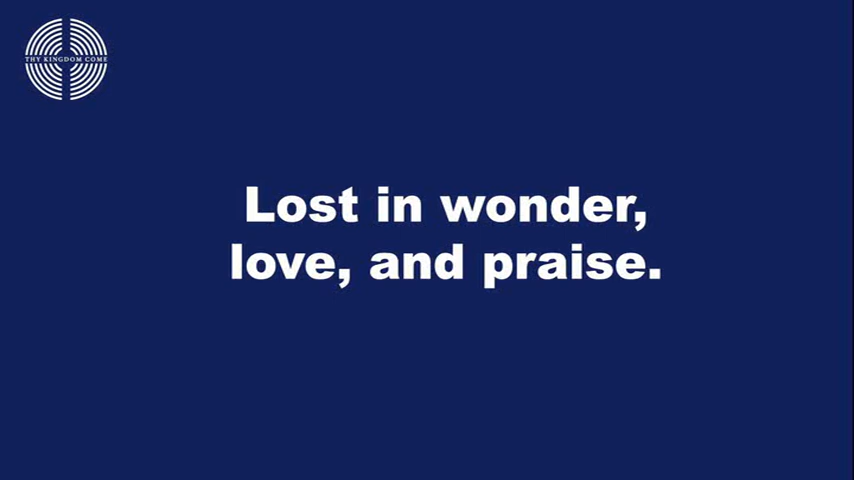 THY KINGDOM COME
Lost in wonder,
love, and praise.